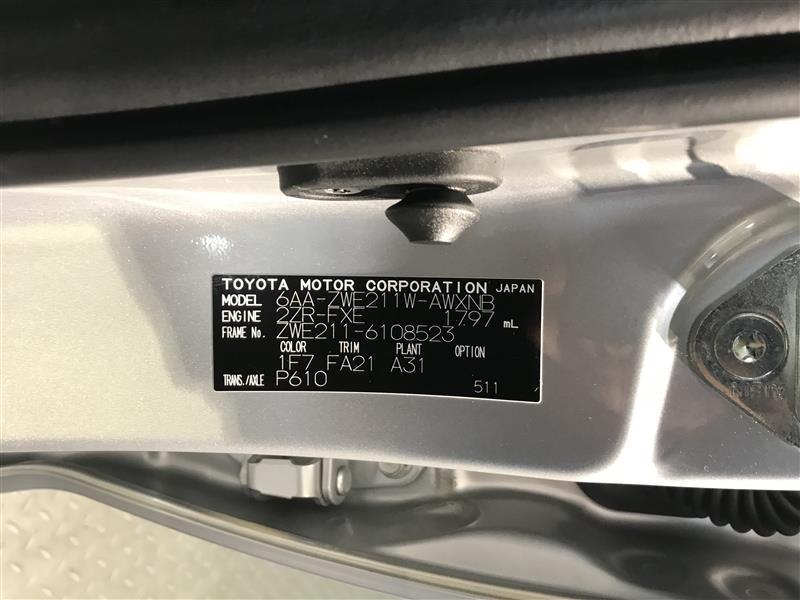 TOYOTA MOTOR CORPORATION JAPAN
MODEL 6AA-ZWE211W-AWXNB
ENGINE 2ZR-FXE 1797 mL
FRAME No. ZWE211-6108523
COLOR TRIM PLANT OPTION
1F7 FA21 A31
TRANS./AXLE P610 511